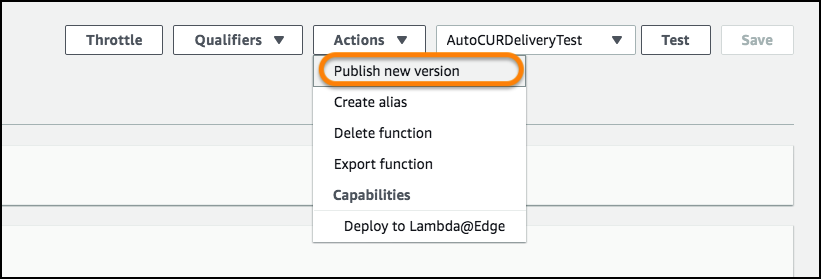 Throttle Qualifiers Actions AutoCURDeliveryTest Test Save
Publish new version
Create alias
Delete function
Export function
Capabilities
Deploy to Lambda@Edge